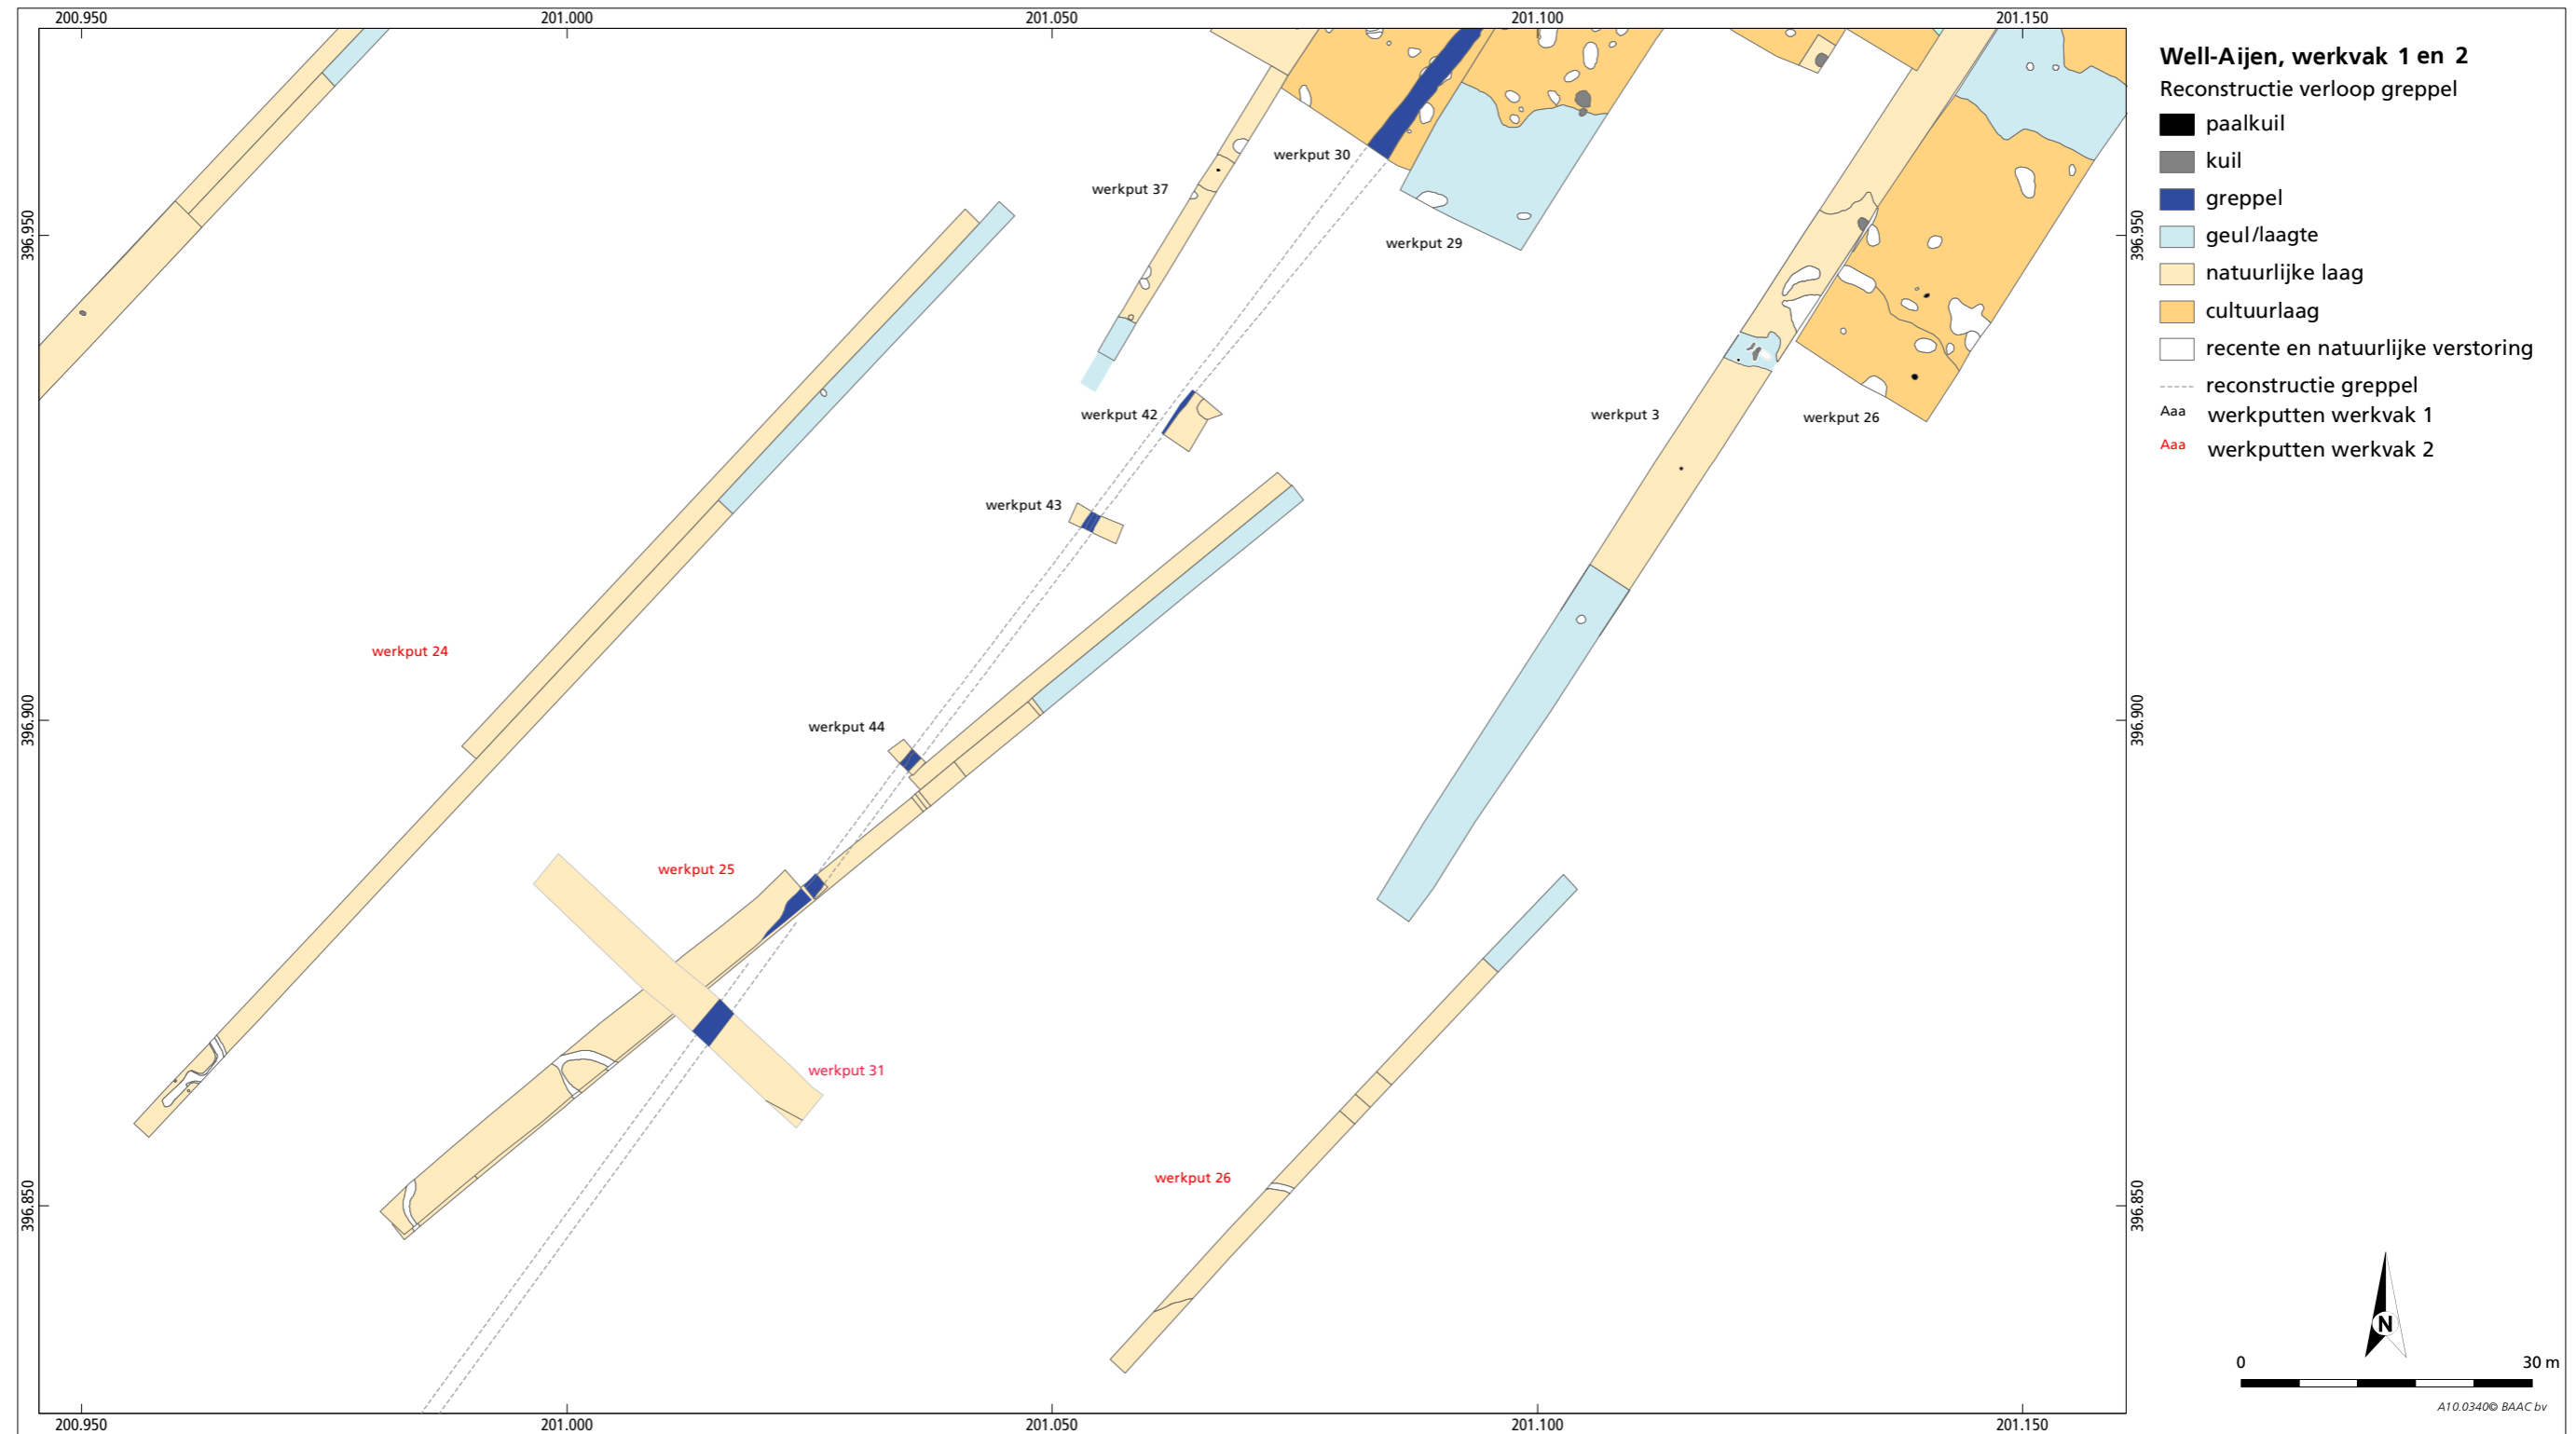 200.950 201.000 201.050 201.100 201.150
Well-Aijen, werkvak 1 en 2
Reconstructie verloop greppel
paalkuil
kuil
greppel
geul/laagte
natuurlijke laag
cultuurlaag
recente en natuurlijke verstoring
reconstructie greppel
Aaa werkputten werkvak 1
Aaa werkputten werkvak 2
werkput 30
werkput 37
396.950
396.950
werkput 29
werkput 42
werkput 3
werkput 26
werkput 43
werkput 24
396.900
396.900
werkput 44
werkput 25
werkput 31
werkput 26
396.850
396.850
N
0 30 m
A10.0340© BAAC bv
200.950 201.000 201.050 201.100 201.150